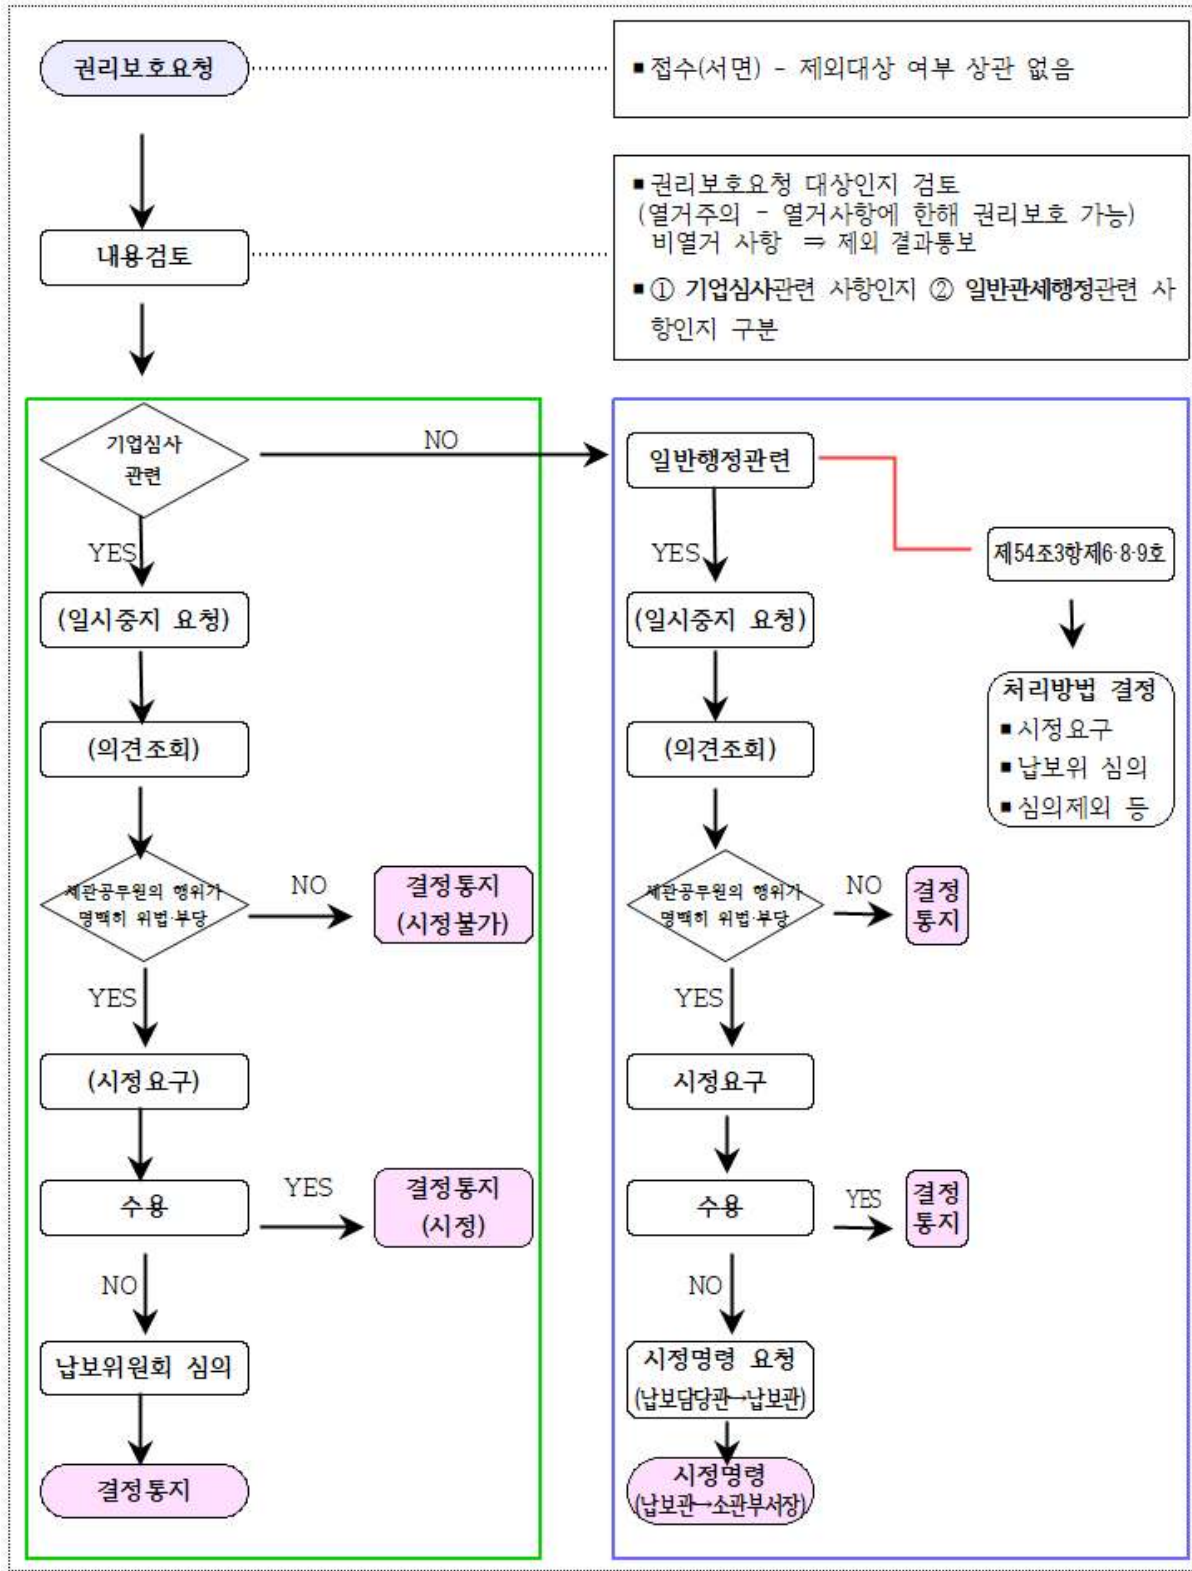 권리보호요청
■ 접수(서면) - 제외대상 여부 상관 없음
내용검토
■ 권리보호요청 대상인지 검토
(열거주의 - 열거사항에 한해 권리보호 가능)
비열거 사항 ⇒ 제외 결과통보
■ ① 기업심사관련 사항인지 ② 일반관세행정관련 사
항인지 구분
기업심사
관련
NO
YES
(일시중지 요청)
(의견조회)
세관공무원의 행위가
명백히 위법·부당
NO
결정통지
(시정불가)
YES
(시정요구)
수용
YES
결정통지
(시정)
NO
납보위원회 심의
결정통지
일반행정관련
YES
제54조3항제6·8·9호
(일시중지 요청)
처리방법 결정
■ 시정요구
■ 납보위 심의
■ 심의제외 등
(의견조회)
세관공무원의 행위가
명백히 위법·부당
NO
결정
통지
YES
시정요구
수용
YES
결정
통지
NO
시정명령 요청
(납보담당관→납보관)
시정명령
(납보관→소관부서장)